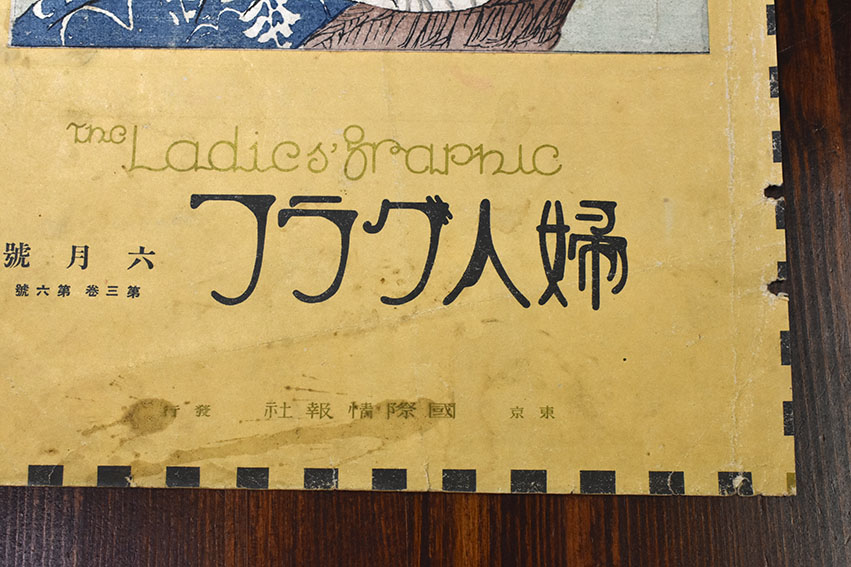 The Ladies' Graphic
婦人グラフ
六月號
第三卷第六號
東京 國際情報社 發行